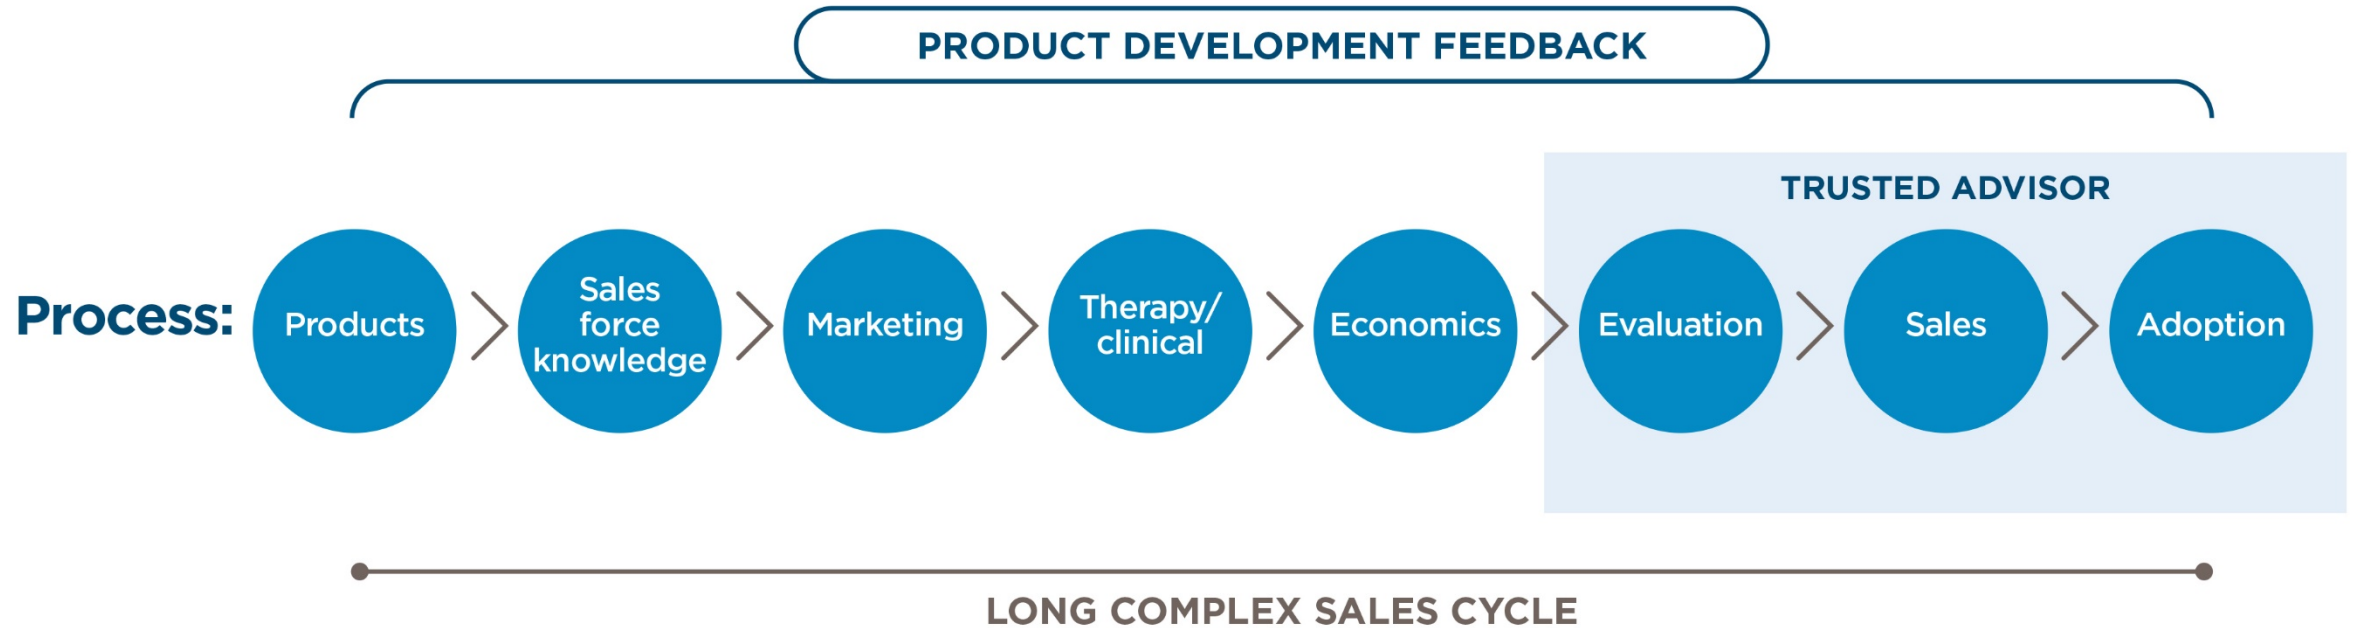 PRODUCT DEVELOPMENT FEEDBACK
TRUSTED ADVISOR
Process:
Products
Sales
force
knowledge
Marketing
Therapy/
clinical
Economics
Evaluation
Sales
Adoption
LONG COMPLEX SALES CYCLE